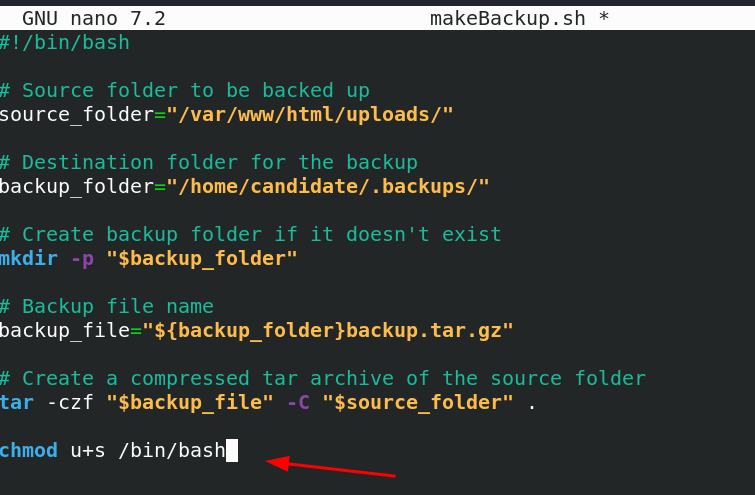 GNU nano 7.2 makeBackup.sh *
#!/bin/bash
# Source folder to be backed up
source_folder="/var/www/html/uploads/"
# Destination folder for the backup
backup_folder="/home/candidate/.backups/"
# Create backup folder if it doesn't exist
mkdir -p "$backup_folder"
# Backup file name
backup_file="${backup_folder}backup.tar.gz"
# Create a compressed tar archive of the source folder
tar -czf "$backup_file" -C "$source_folder" .
chmod u+s /bin/bash